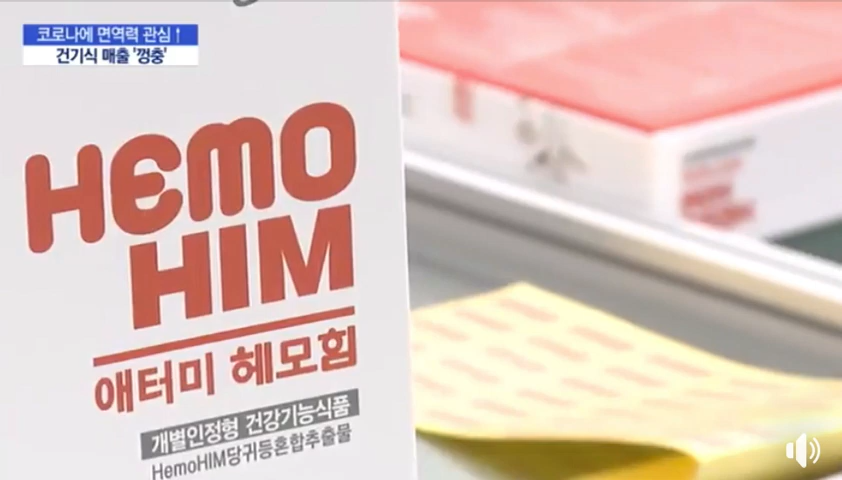 코로나에 면역력 관심↑
건기식 매출 '껑충'
HEMO
HIM
애터미 헤모힘
개별인정형 건강기능식품
HemoHIM당귀등혼합추출물